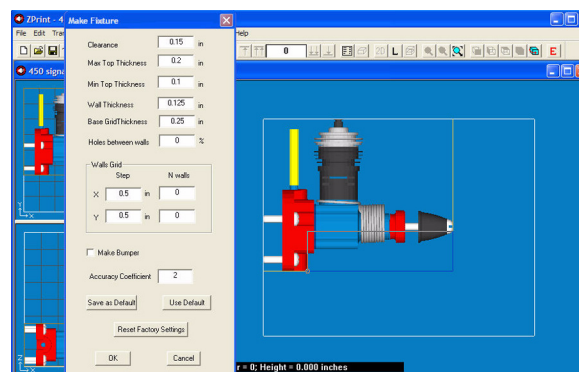 ZPrint - 4
Make Fixture
File Edit Tra
Help
0
2D L
E
450 signa
Clearance 0.15 in
Max Top Thickness 0.2 in
Min Top Thickness 0.1 in
Wall Thickness 0.125 in
Base GridThickness 0.25 in
Holes between walls 0 %
Walls Grid
Step N walls
X 0.5 in 0
Y 0.5 in 0
Make Bumper
Accuracy Coefficient 2
Save as Default Use Default
Reset Factory Settings
OK Cancel
Y
X
Z
r = 0; Height = 0.000 inches